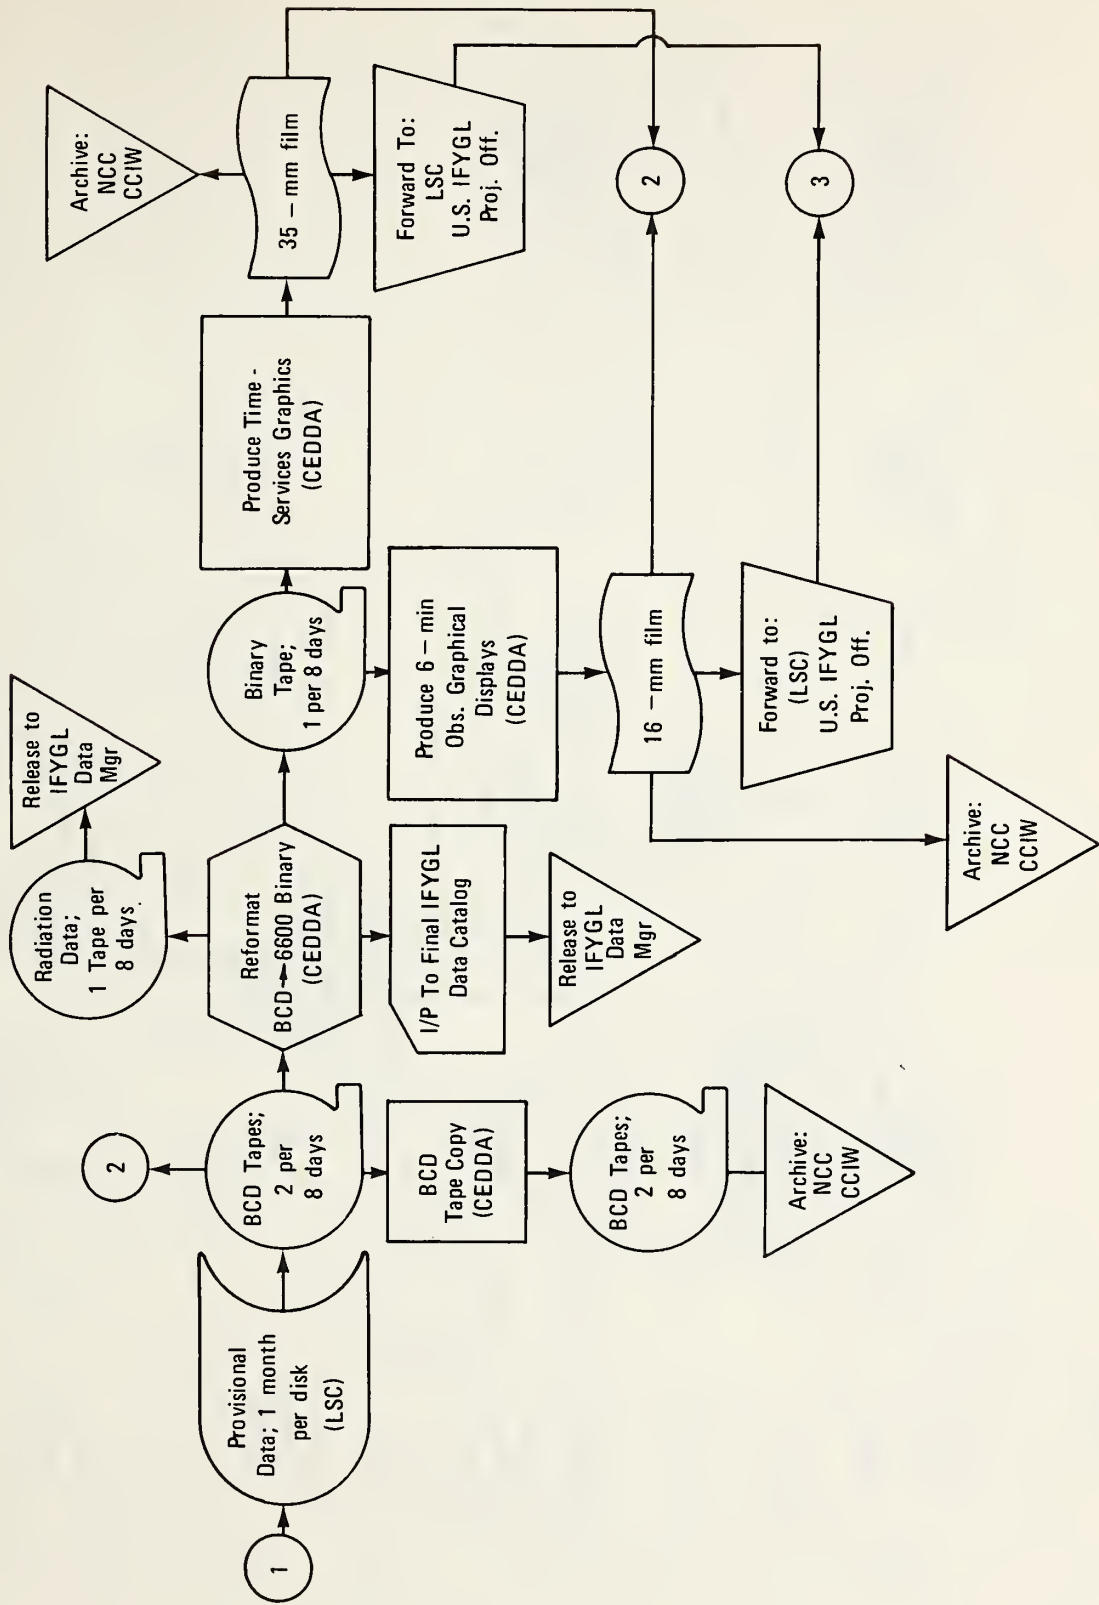 1
Provisional
Data; 1 month
per disk
(LSC)
2
BCD Tapes;
2 per
8 days
BCD
Tape Copy
(CEDDA)
BCD Tapes;
2 per
8 days
Archive:
NCC
CCIW
Radiation
Data;
1 Tape per
8 days.
Release to
IFYGL
Data
Mgr
Reformat
BCD→6600 Binary
(CEDDA)
I/P To Final IFYGL
Data Catalog
Release to
IFYGL
Data
Mgr
Binary
Tape;
1 per 8 days
Produce 6-min
Obs. Graphical
Displays
(CEDDA)
16-mm film
Forward to:
(LSC)
U.S. IFYGL
Proj. Off.
Archive:
NCC
CCIW
Produce Time-
Services Graphics
(CEDDA)
Archive:
NCC
CCIW
35-mm film
Forward To:
LSC
U.S. IFYGL
Proj. Off.
2
3